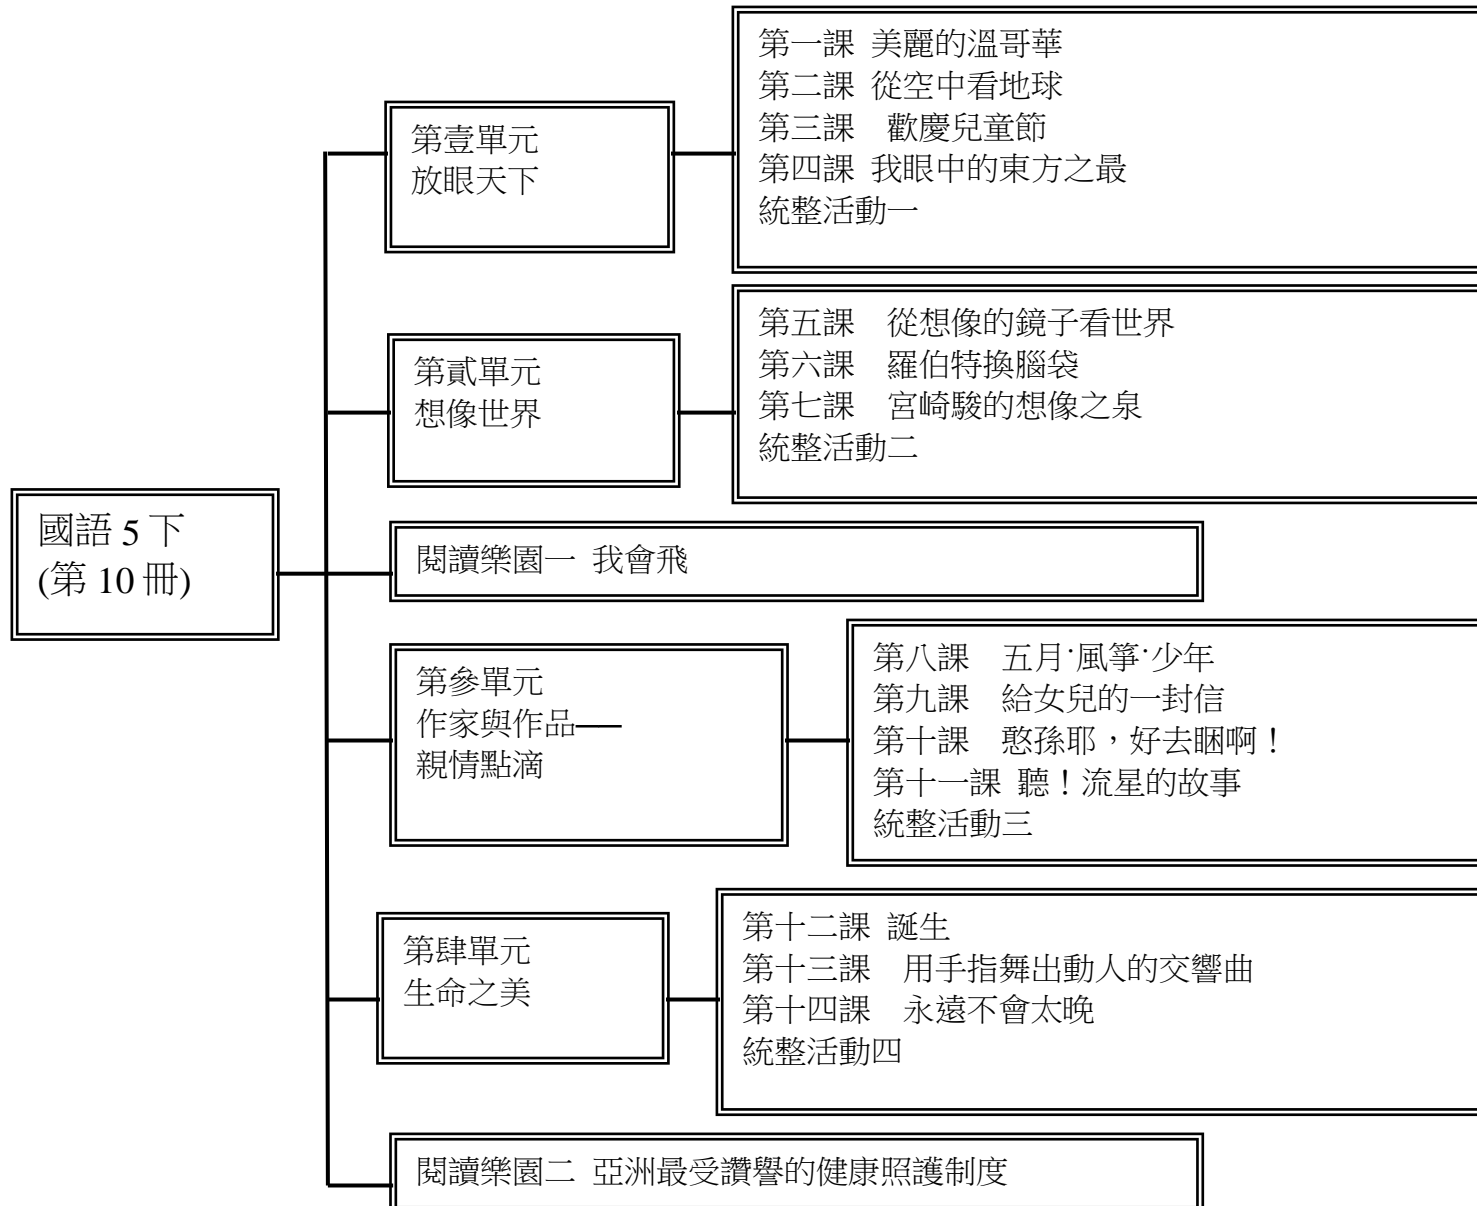 國語 5 下
(第 10 冊)
第壹單元
放眼天下
第一課 美麗的溫哥華
第二課 從空中看地球
第三課　歡慶兒童節
第四課 我眼中的東方之最
統整活動一
第貳單元
想像世界
第五課　從想像的鏡子看世界
第六課　羅伯特換腦袋
第七課　宮崎駿的想像之泉
統整活動二
閱讀樂園一 我會飛
第參單元
作家與作品──
親情點滴
第八課　五月˙風箏˙少年
第九課　給女兒的一封信
第十課　憨孫耶，好去睏啊！
第十一課 聽！流星的故事
統整活動三
第肆單元
生命之美
第十二課 誕生
第十三課　用手指舞出動人的交響曲
第十四課　永遠不會太晚
統整活動四
閱讀樂園二 亞洲最受讚譽的健康照護制度